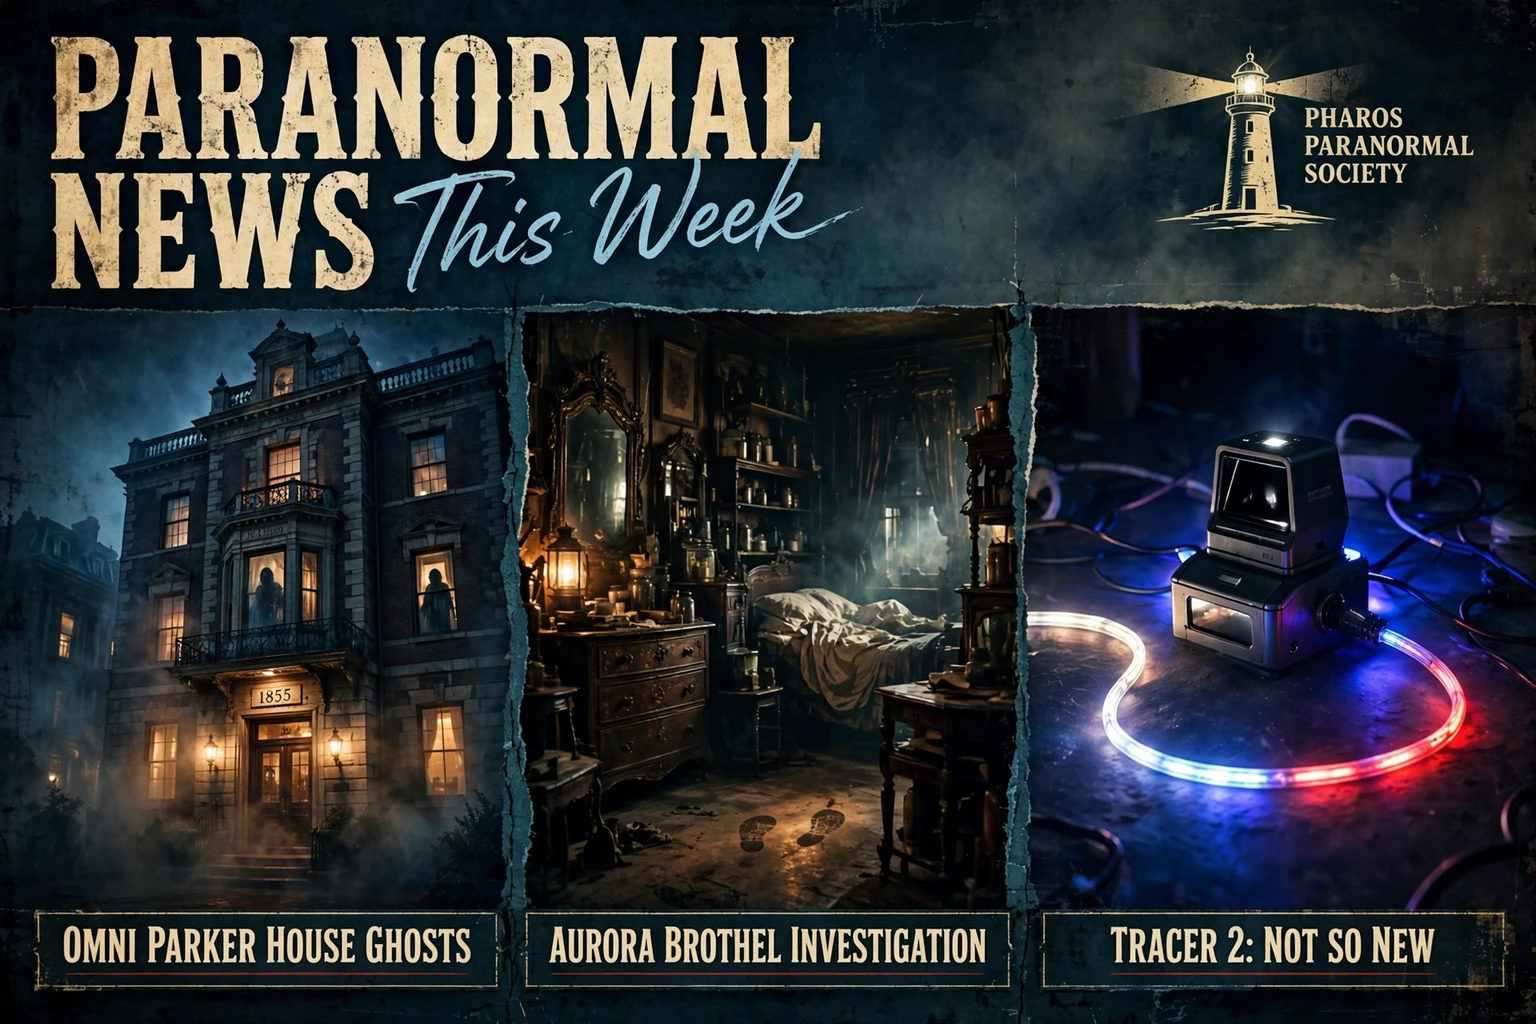 PARANORMAL
NEWS This Week
PHAROS
PARANORMAL
SOCIETY
1855
OMNI PARKER HOUSE GHOSTS
AURORA BROTHEL INVESTIGATION
TRACER 2: NOT SO NEW